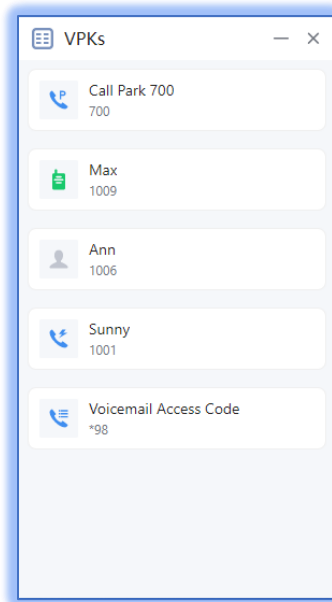 VPKs
Call Park 700
700
Max
1009
Ann
1006
Sunny
1001
Voicemail Access Code
*98